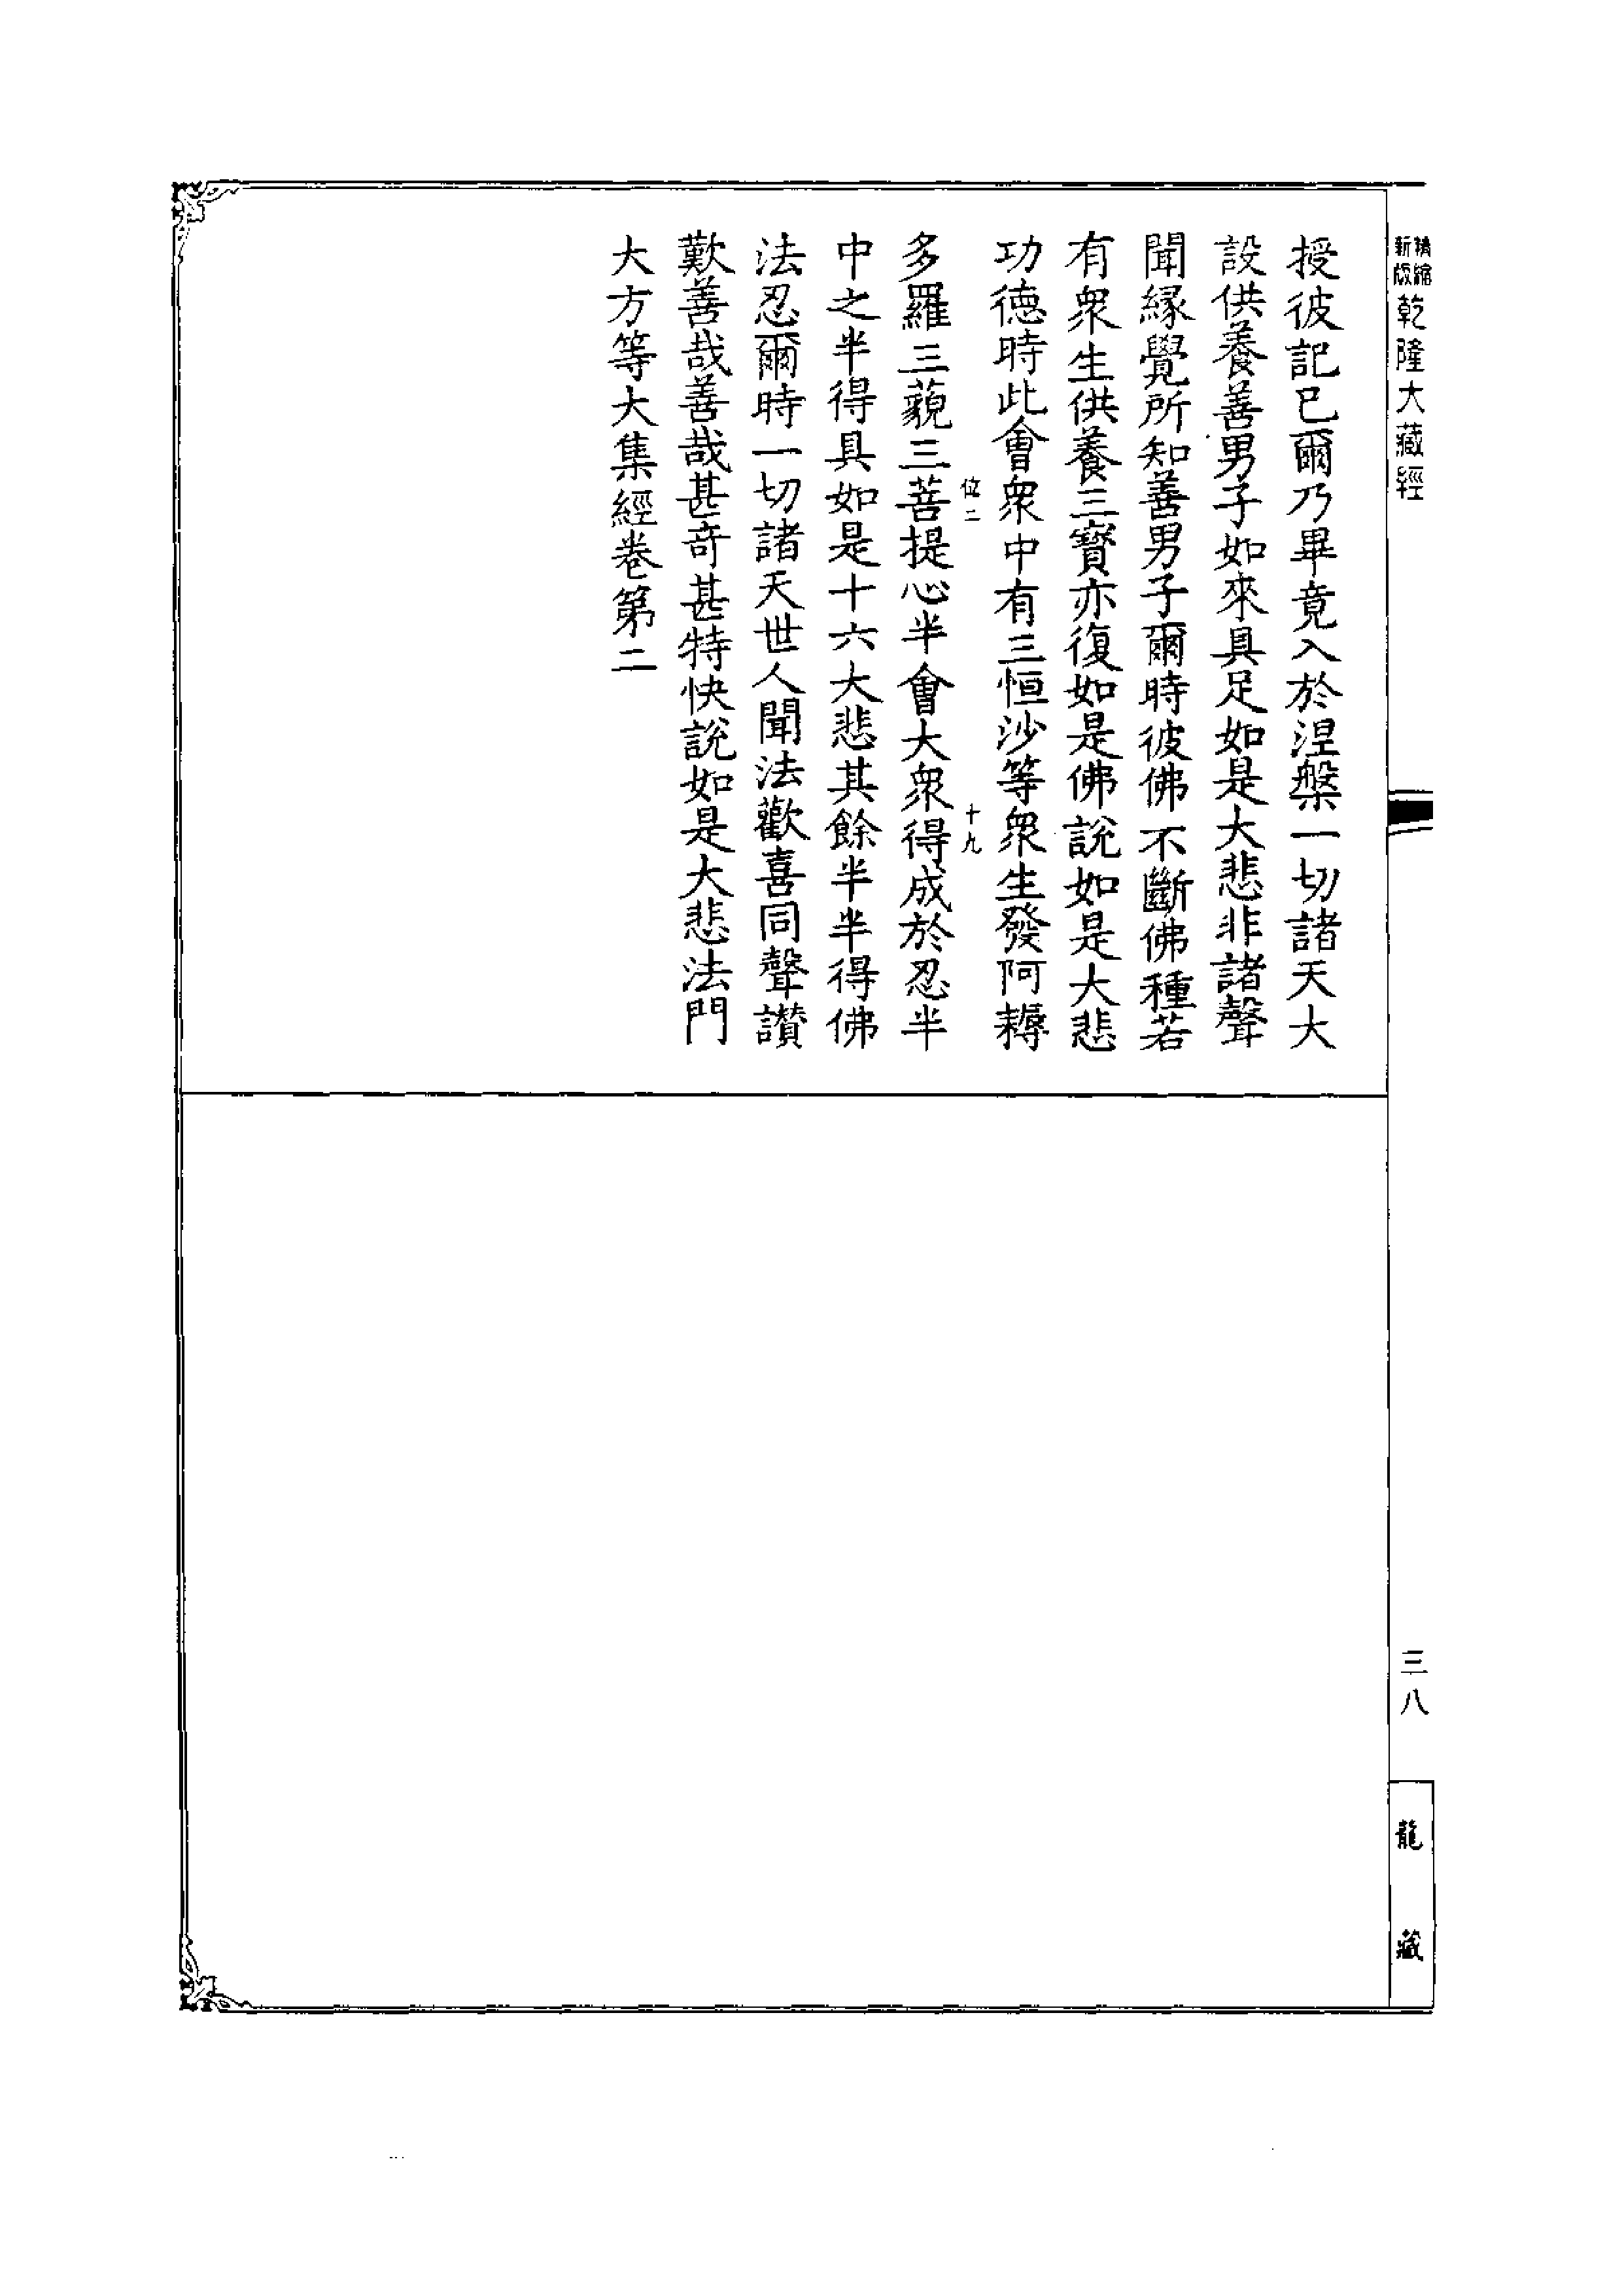 精縮新版乾隆大藏經
授彼記已爾乃畢竟入於涅槃一切諸天大
設供養善男子如來具足如是大悲非諸聲
聞緣覺所知善男子爾時彼佛不斷佛種若
有衆生供養三寶亦復如是佛說如是大悲
功德時此會衆中有三恒沙等衆生發阿耨
十九
多羅三藐三菩提心半會大衆得成於忍半
中之半得具如是十六大悲其餘半半得佛
法忍爾時一切諸天世人聞法歡喜同聲讚
歎善哉善哉甚奇甚特快說如是大悲法門
大方等大集經卷第二
三八
龍藏